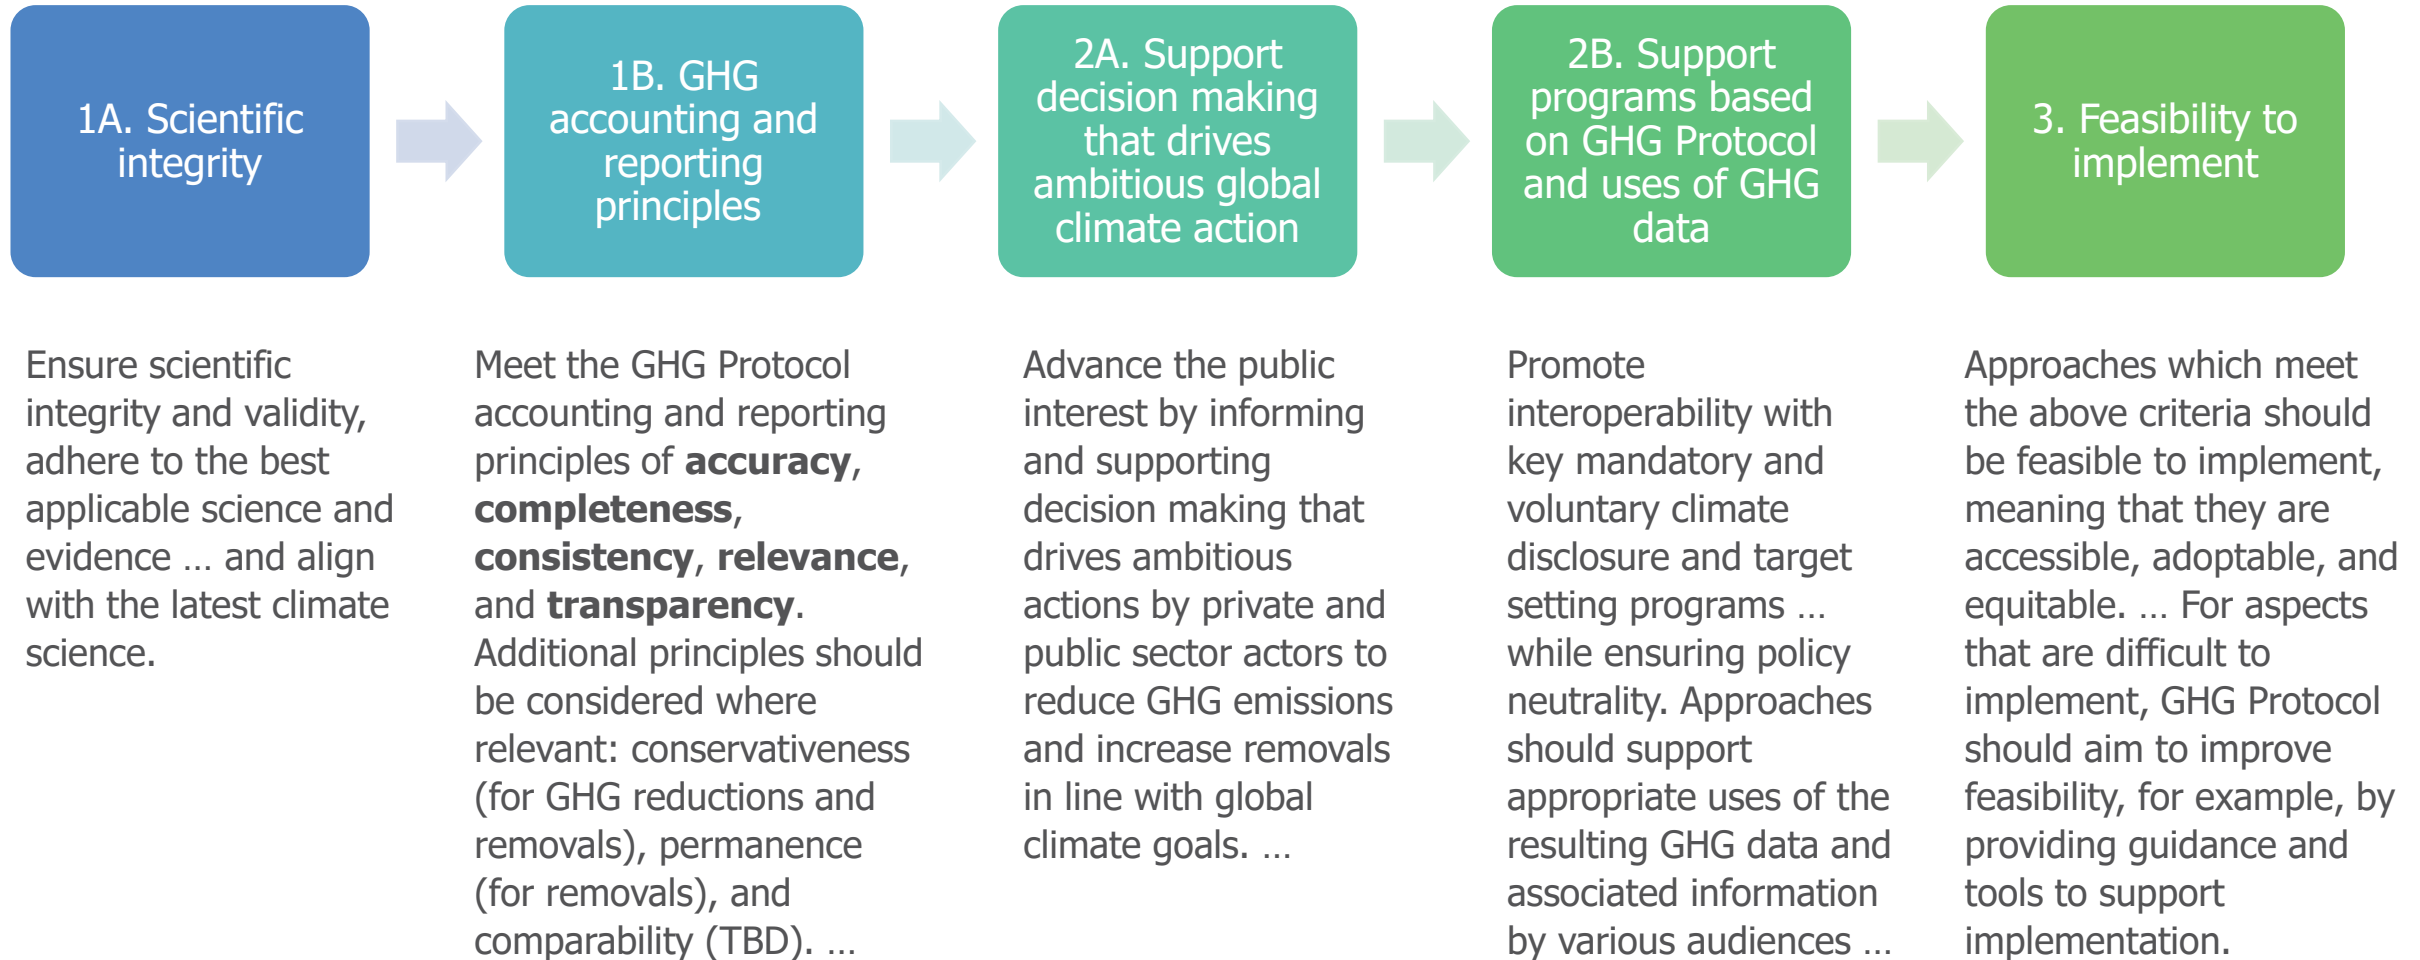 1A. Scientific
integrity
1B. GHG
accounting and
reporting
principles
2A. Support
decision making
that drives
ambitious global
climate action
2B. Support
programs based
on GHG Protocol
and uses of GHG
data
3. Feasibility to
implement
Ensure scientific
integrity and validity,
adhere to the best
applicable science and
evidence … and align
with the latest climate
science.
Meet the GHG Protocol
accounting and reporting
principles of accuracy,
completeness,
consistency, relevance,
and transparency.
Additional principles should
be considered where
relevant: conservativeness
(for GHG reductions and
removals), permanence
(for removals), and
comparability (TBD). …
Advance the public
interest by informing
and supporting
decision making that
drives ambitious
actions by private and
public sector actors to
reduce GHG emissions
and increase removals
in line with global
climate goals. …
Promote
interoperability with
key mandatory and
voluntary climate
disclosure and target
setting programs …
while ensuring policy
neutrality. Approaches
should support
appropriate uses of the
resulting GHG data and
associated information
by various audiences …
Approaches which meet
the above criteria should
be feasible to implement,
meaning that they are
accessible, adoptable, and
equitable. … For aspects
that are difficult to
implement, GHG Protocol
should aim to improve
feasibility, for example, by
providing guidance and
tools to support
implementation.